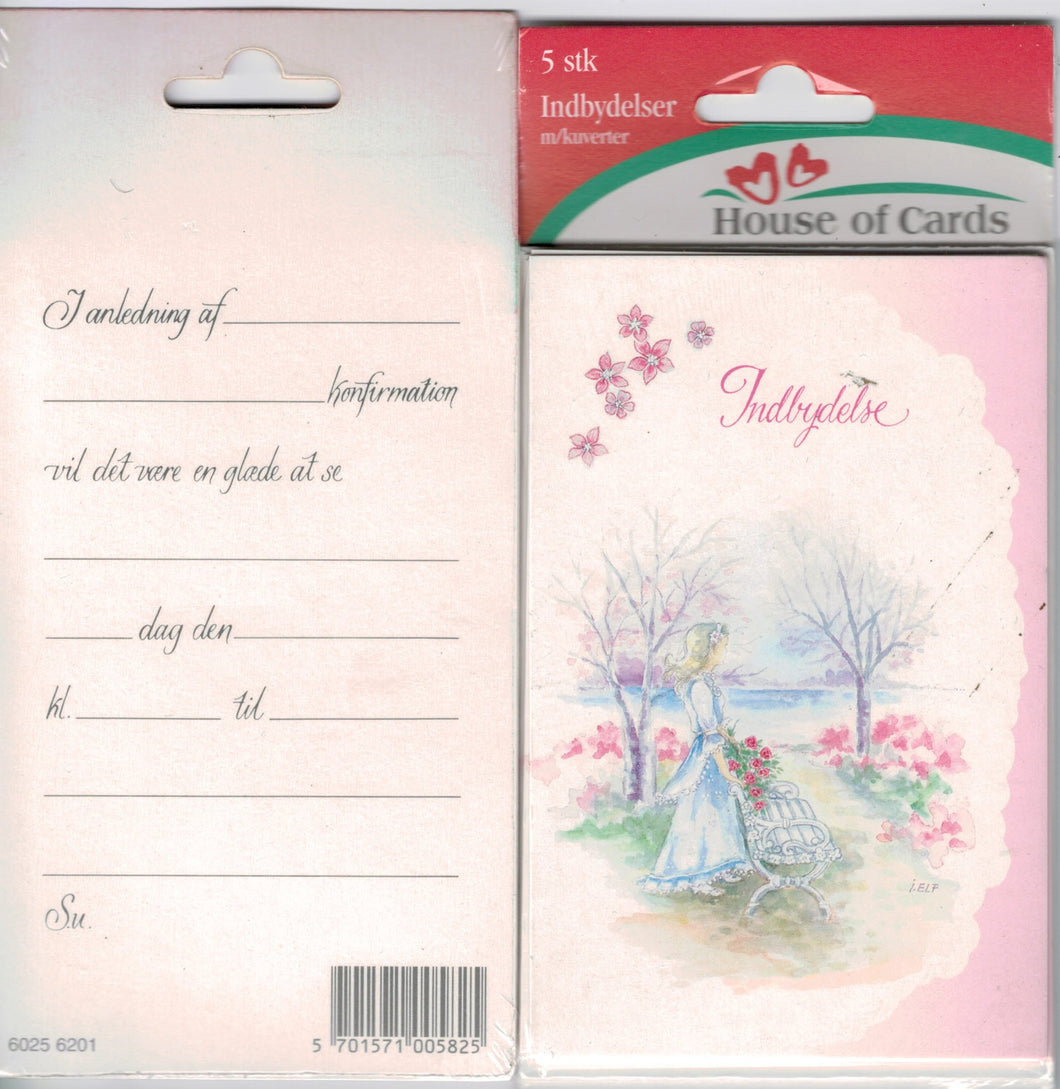 I anledning af
konfirmation
vil det være en glæde at se
dag den
kl. til
S.u.
6025 6201
5 701571 005825
5 stk
Indbydelser
m/kuverter
House of Cards
Indbydelse
I.ELF